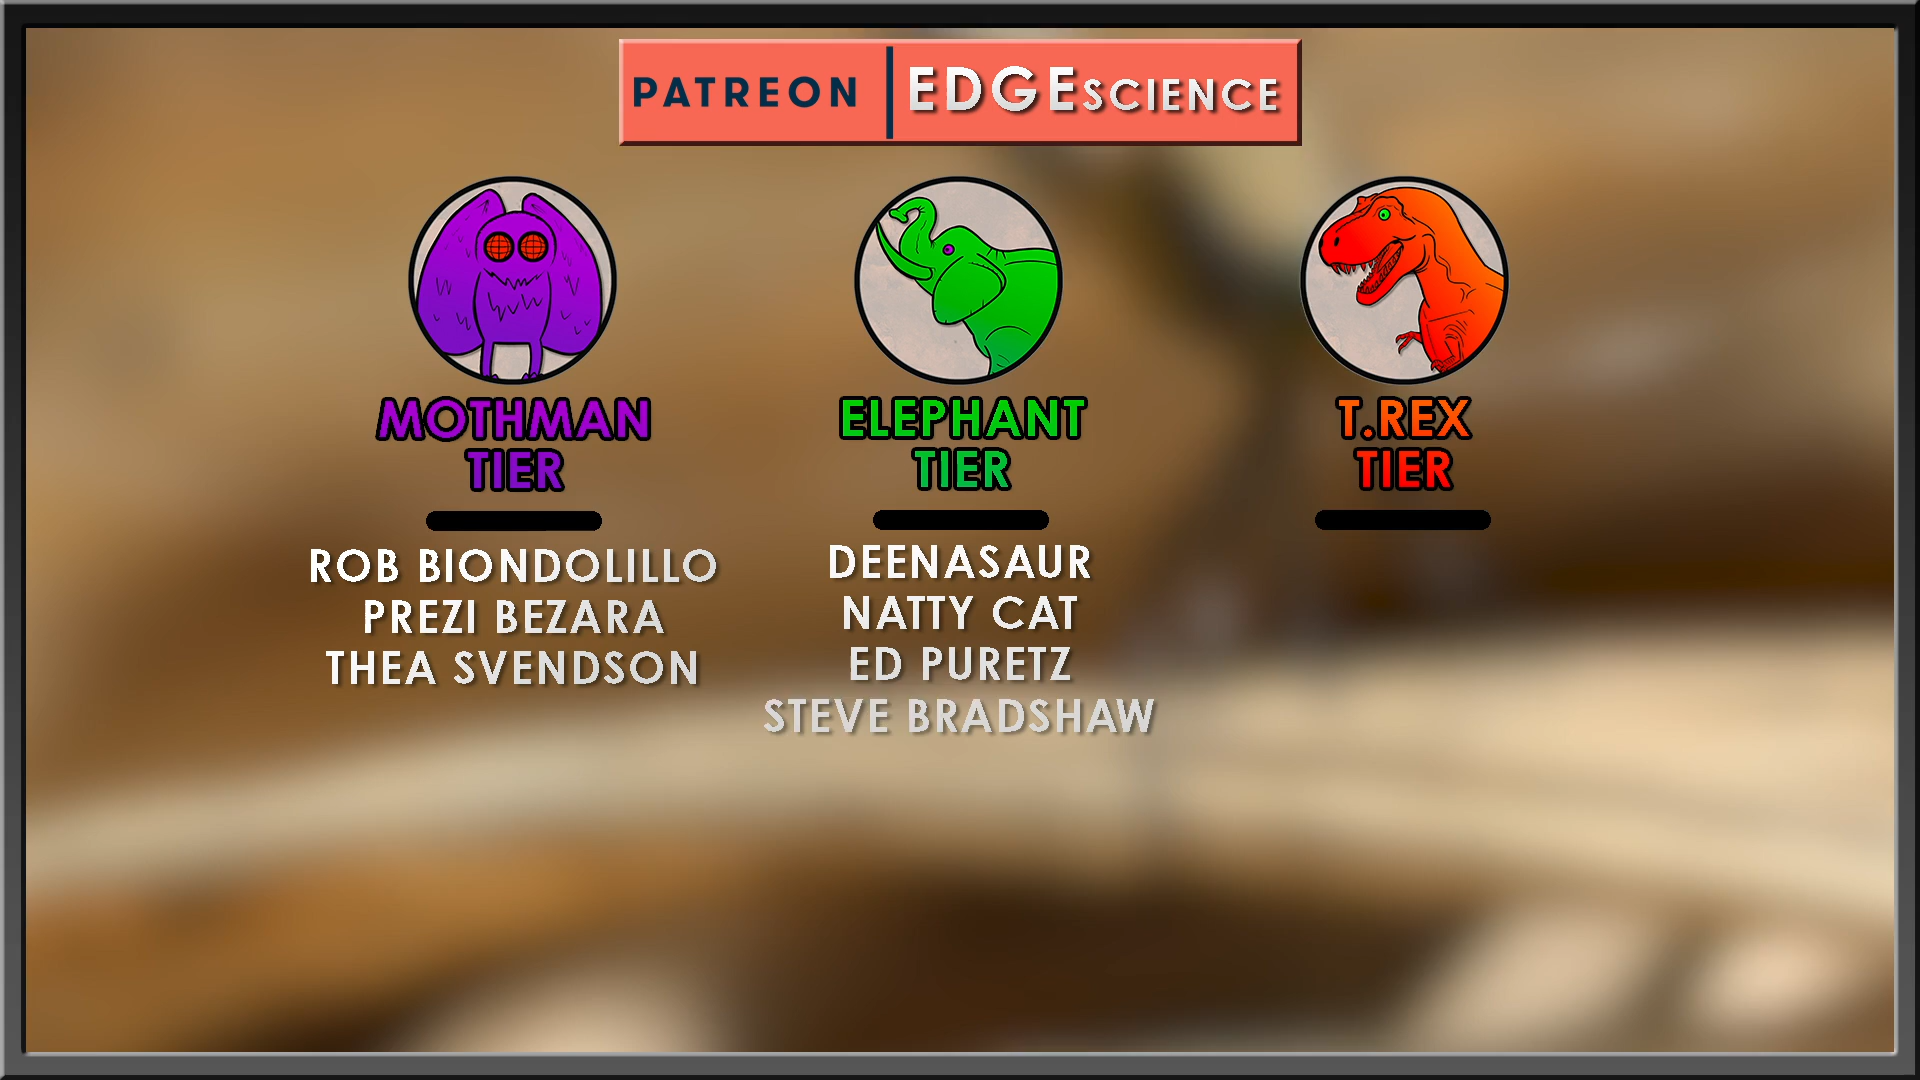 PATREON | EDGESCIENCE
MOTHMAN
TIER
ROB BIONDOLILLO
PREZI BEZARA
THEA SVENDSON
ELEPHANT
TIER
DEENASAUR
NATTY CAT
ED PURETZ
STEVE BRADSHAW
T.REX
TIER